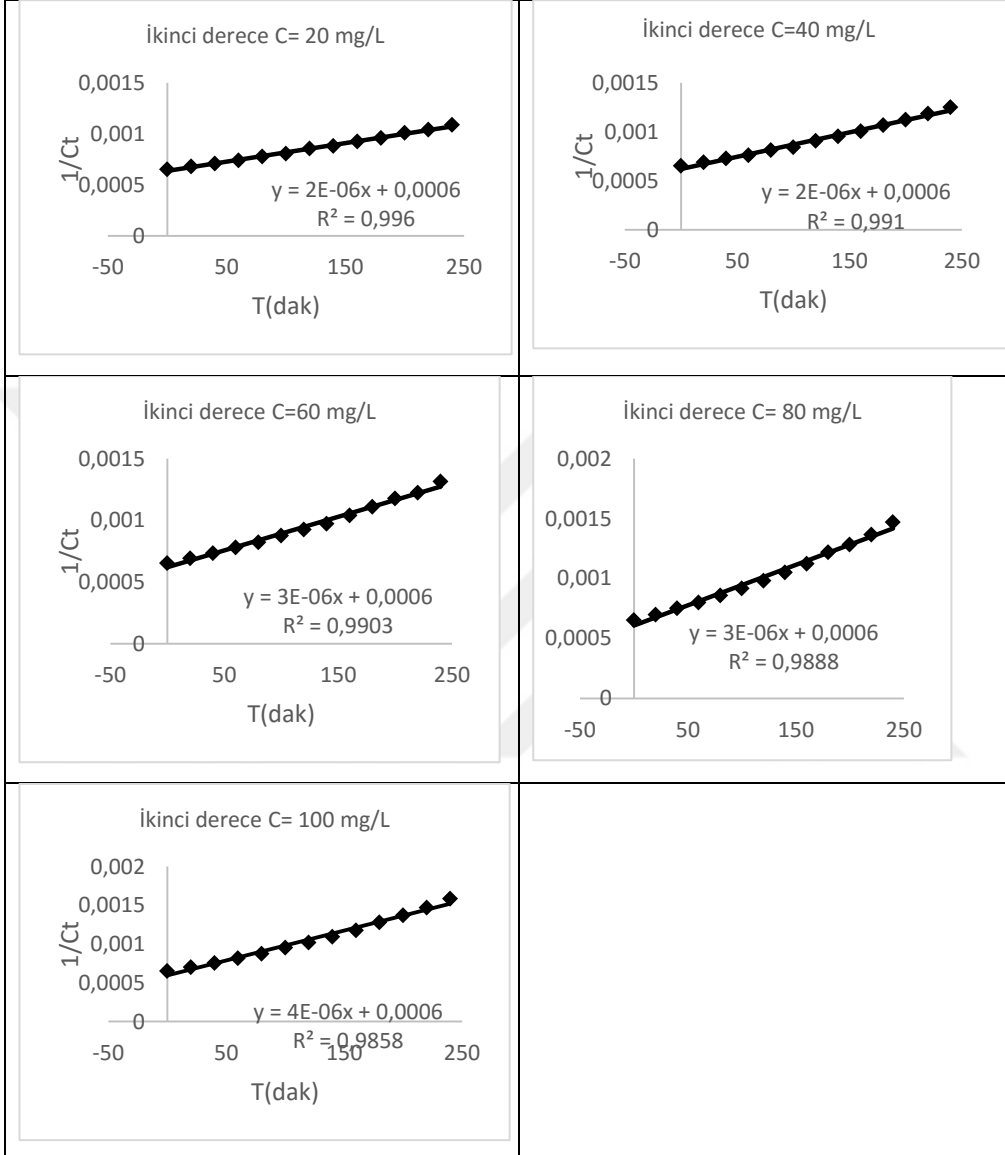 İkinci derece C= 20 mg/L
0,0015
0,001
0,0005
0
1/Ct
y = 2E-06x + 0,0006
R² = 0,996
-50 50 150 250
T(dak)
İkinci derece C=40 mg/L
0,0015
0,001
0,0005
0
1/Ct
y = 2E-06x + 0,0006
R² = 0,991
-50 50 150 250
T(dak)
İkinci derece C=60 mg/L
0,0015
0,001
0,0005
0
1/Ct
y = 3E-06x + 0,0006
R² = 0,9903
-50 50 150 250
T(dak)
İkinci derece C= 80 mg/L
0,002
0,0015
0,001
0,0005
0
y = 3E-06x + 0,0006
R² = 0,9888
-50 50 150 250
İkinci derece C= 100 mg/L
0,002
0,0015
0,001
0,0005
0
1/Ct
y = 4E-06x + 0,0006
R² = 0,9858
-50 50 150 250
T(dak)